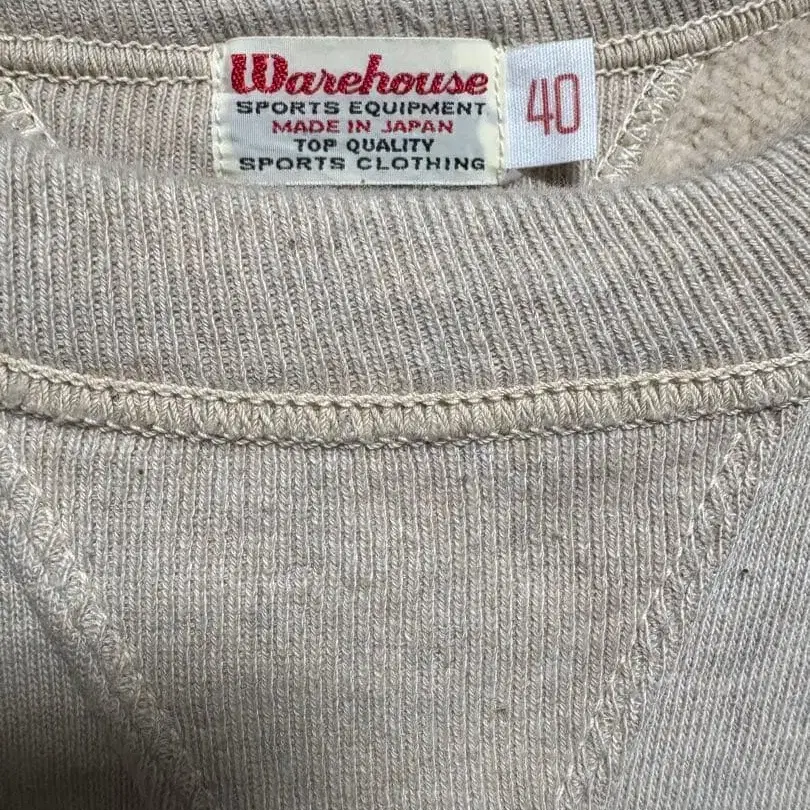 Warehouse
SPORTS EQUIPMENT
MADE IN JAPAN
TOP QUALITY
SPORTS CLOTHING
40